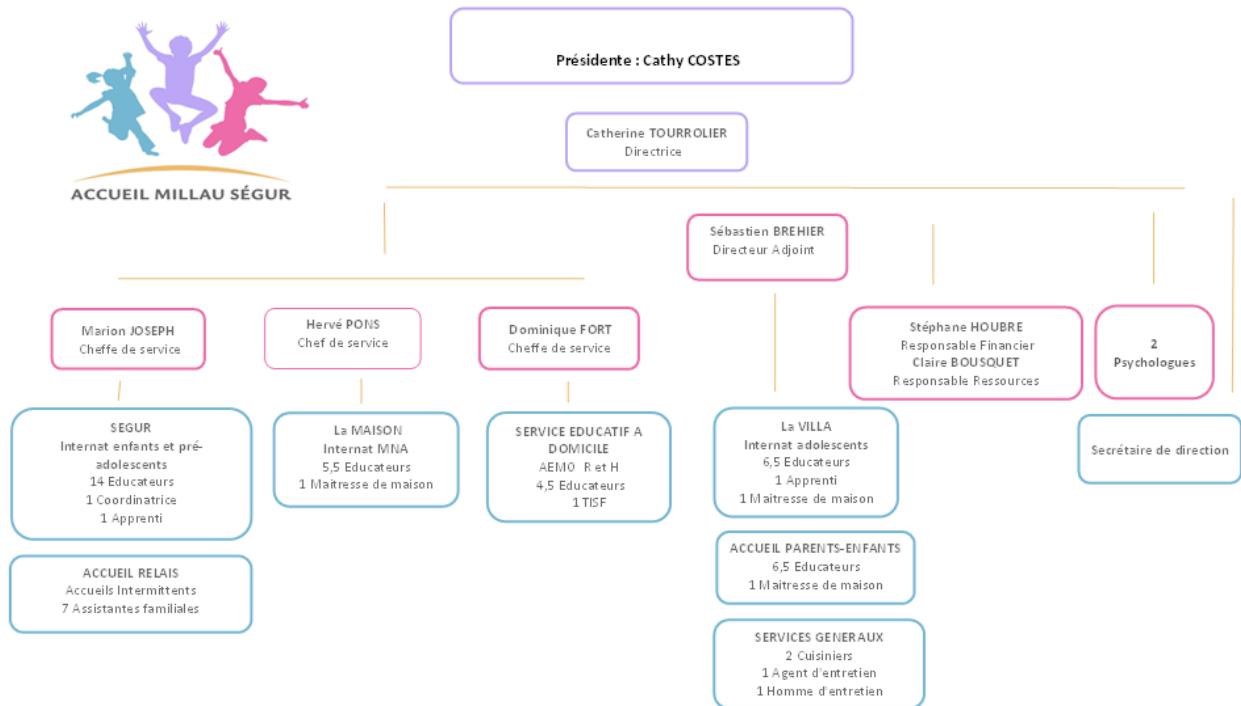 Présidente : Cathy COSTES
Catherine TOURROLIER
Directrice
ACCUEIL MILLAU SÉGUR
Sébastien BREHIER
Directeur Adjoint
Marion JOSEPH
Cheffe de service
Hervé PONS
Chef de service
Dominique FORT
Cheffe de service
Stéphane HOUBRE
Responsable Financier
Claire BOUSQUET
Responsable Ressources
2
Psychologues
SEGUR
Internat enfants et pré-
adolescents
14 Educateurs
1 Coordinatrice
1 Apprenti
La MAISON
Internat MNA
5,5 Educateurs
1 Maitresse de maison
SERVICE EDUCATIF A
DOMICILE
AEMO R et H
4,5 Educateurs
1 TISF
La VILLA
Internat adolescents
6,5 Educateurs
1 Apprenti
1 Maitresse de maison
Secrétaire de direction
ACCUEIL RELAIS
Accueils Intermittents
7 Assistantes familiales
ACCUEIL PARENTS-ENFANTS
6,5 Educateurs
1 Maitresse de maison
SERVICES GENERAUX
2 Cuisiniers
1 Agent d'entretien
1 Homme d'entretien